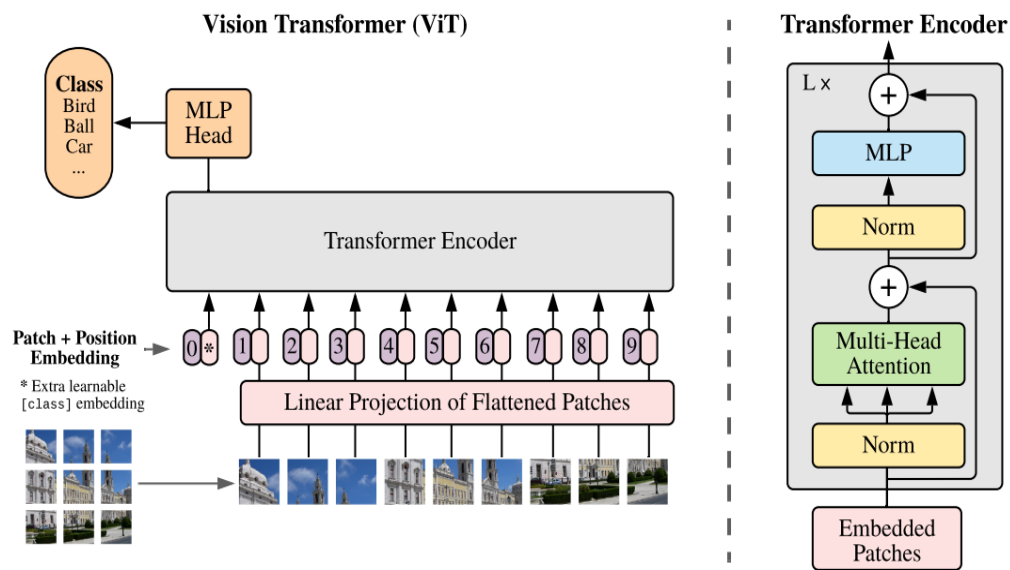 Vision Transformer (ViT)
Class
Bird
Ball
Car
...
MLP
Head
Transformer Encoder
Patch + Position
Embedding
0 * 1 2 3 4 5 6 7 8 9
* Extra learnable
[class] embedding
Linear Projection of Flattened Patches
Transformer Encoder
L x
+
MLP
Norm
+
Multi-Head
Attention
Norm
Embedded
Patches